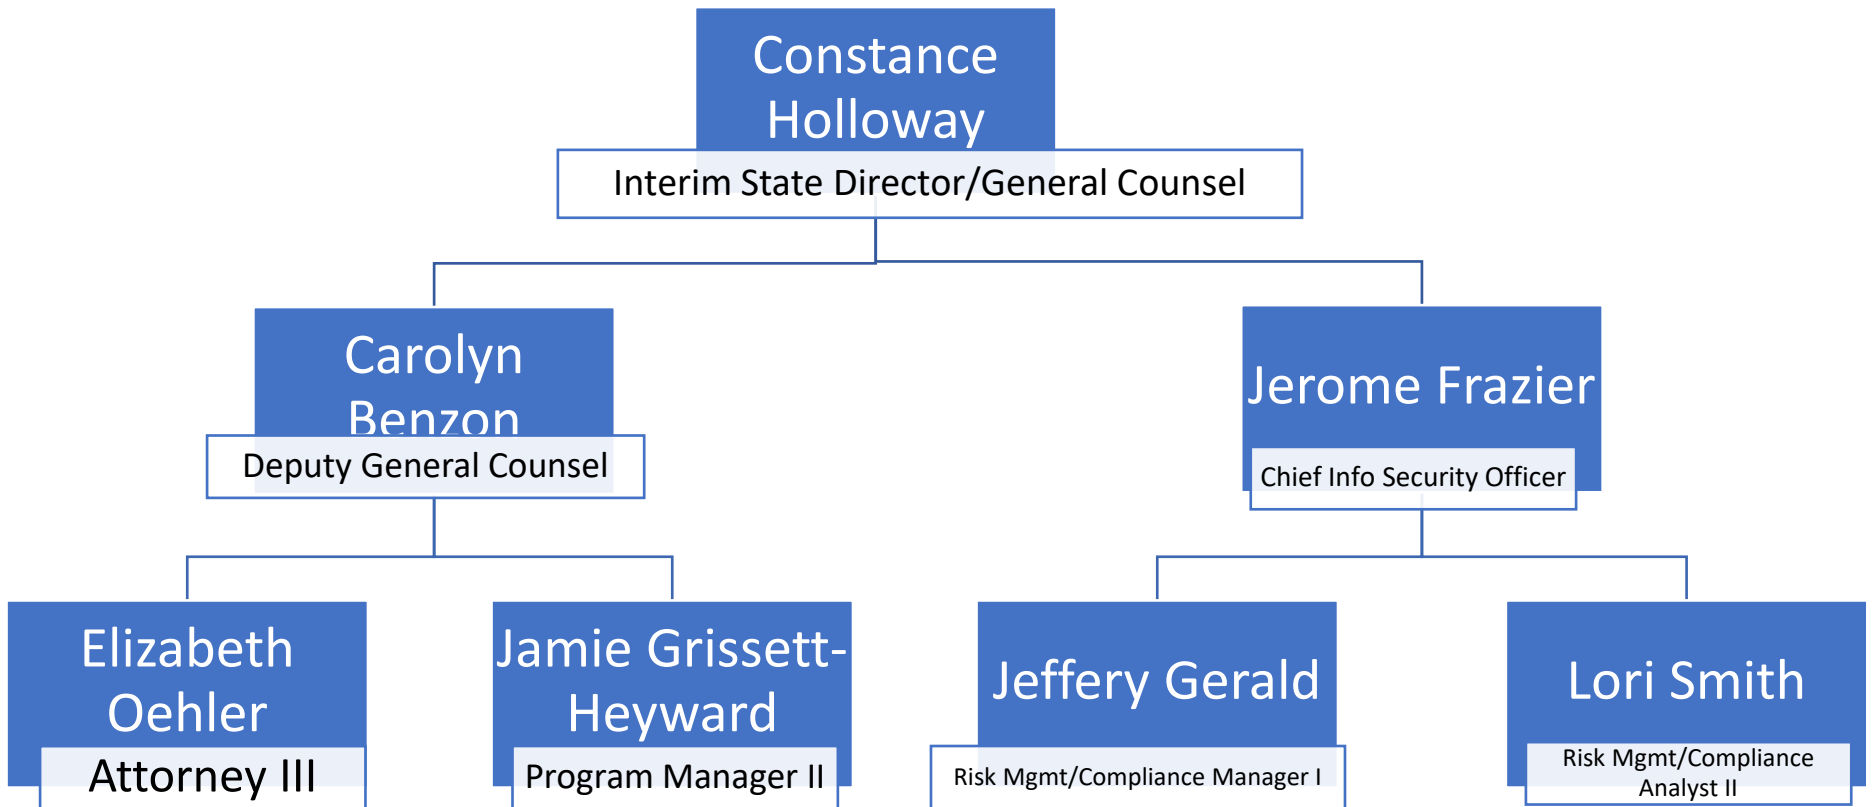 Constance
Holloway
Interim State Director/General Counsel
Carolyn
Benzon
Deputy General Counsel
Jerome Frazier
Chief Info Security Officer
Elizabeth
Oehler
Attorney III
Jamie Grissett-
Heyward
Program Manager II
Jeffery Gerald
Risk Mgmt/Compliance Manager I
Lori Smith
Risk Mgmt/Compliance
Analyst II